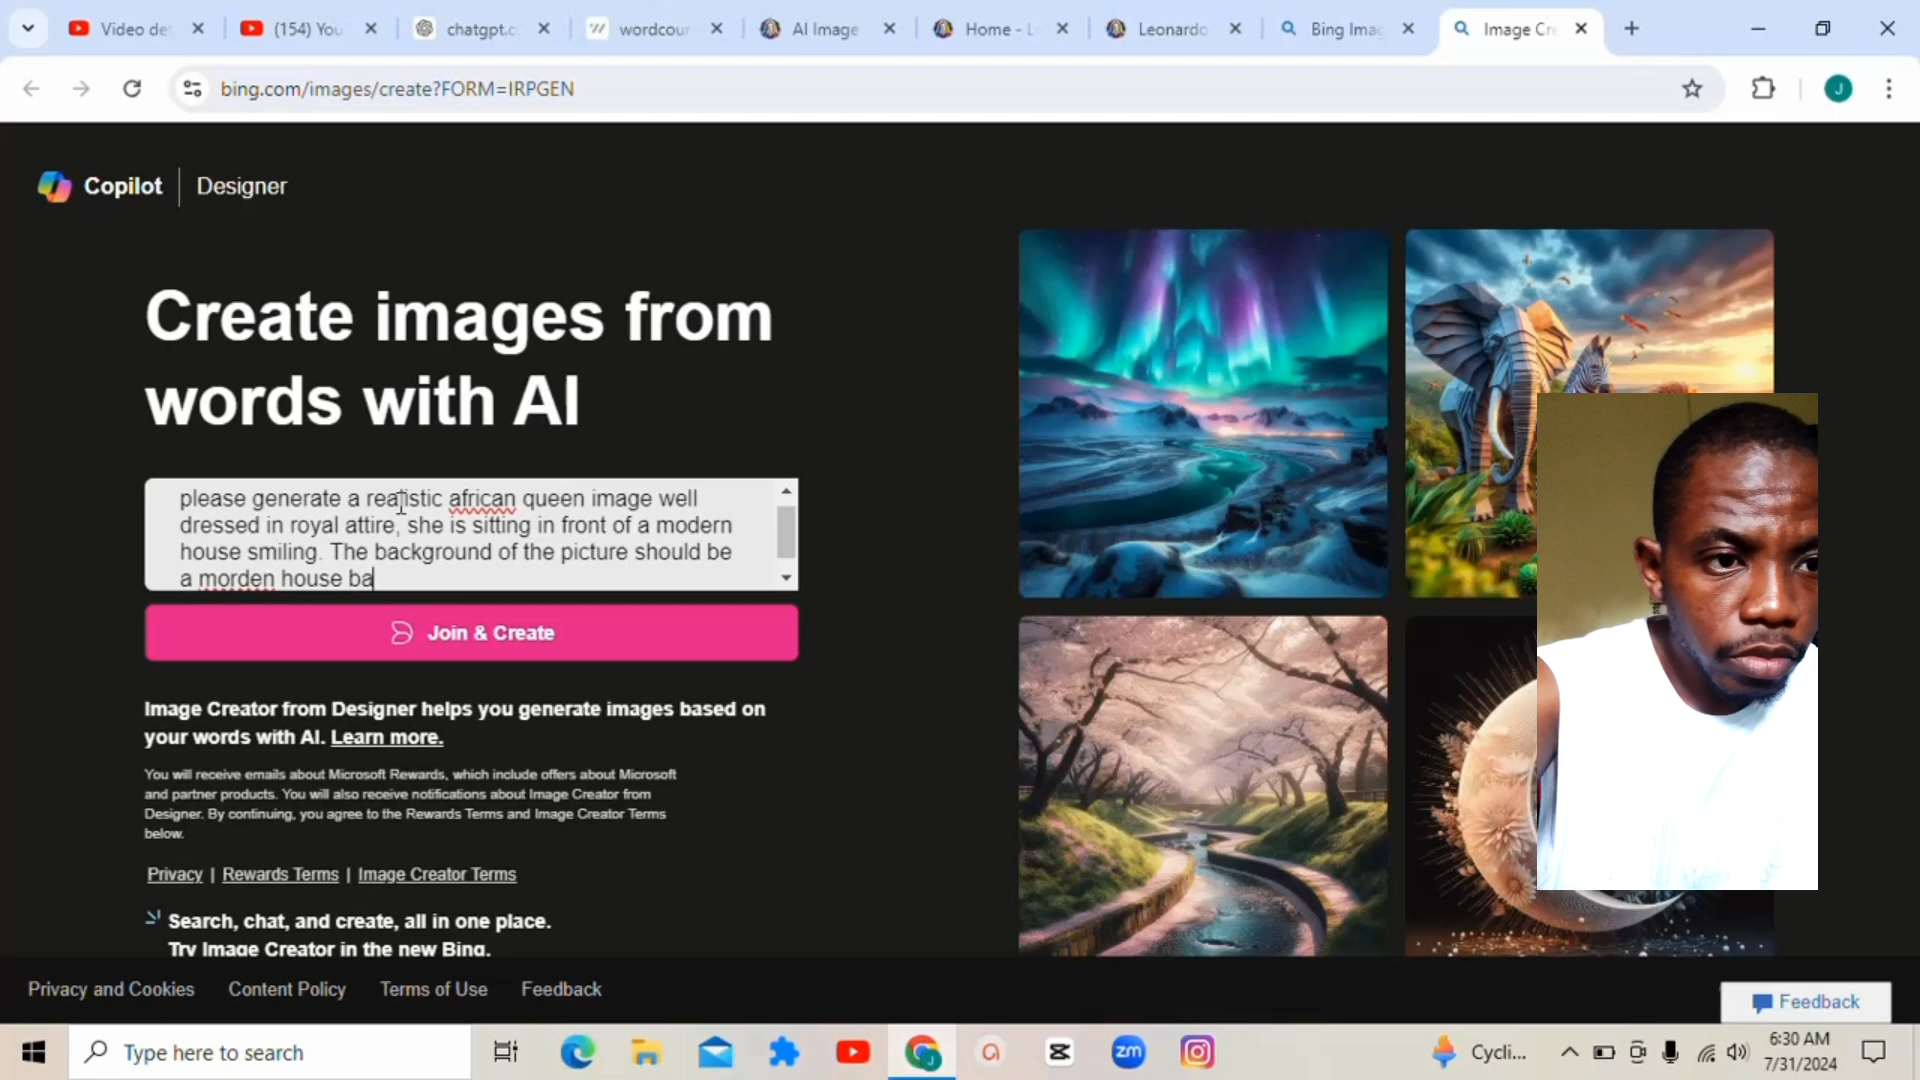 Video de
(154) You
chatgpt.c
wordcour
AI Image
Home - L
Leonardo
Bing Imag
Image Cre
bing.com/images/create?FORM=IRPGEN
J
Copilot | Designer
Create images from
words with AI
please generate a realistic african queen image well
dressed in royal attire, she is sitting in front of a modern
house smiling. The background of the picture should be
a morden house ba
Join & Create
Image Creator from Designer helps you generate images based on
your words with AI. Learn more.
You will receive emails about Microsoft Rewards, which include offers about Microsoft
and partner products. You will also receive notifications about Image Creator from
Designer. By continuing, you agree to the Rewards Terms and Image Creator Terms
below.
Privacy | Rewards Terms | Image Creator Terms
Search, chat, and create, all in one place.
Try Image Creator in the new Bing.
Privacy and Cookies Content Policy Terms of Use Feedback
Feedback
Type here to search
zm
Cycli...
6:30 AM
7/31/2024